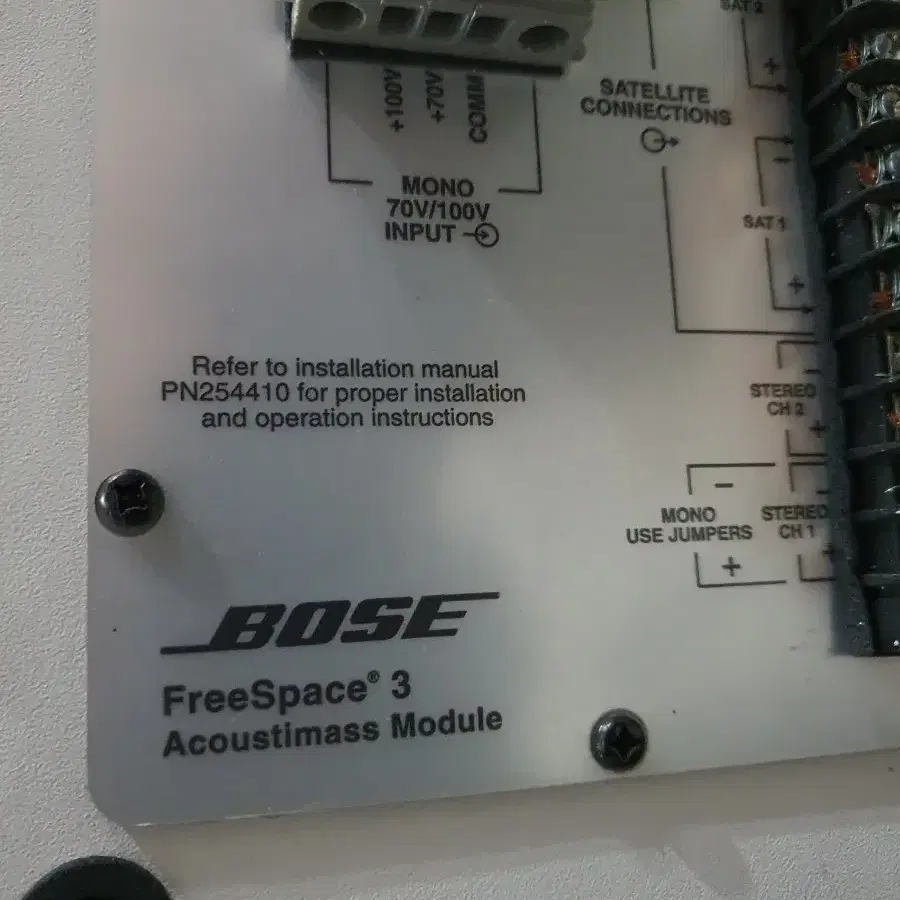 SAT 2
+
+100V
+70V
COMM
MONO
70V/100V
INPUT
SATELLITE
CONNECTIONS
−
SAT 1
+
Refer to installation manual
PN254410 for proper installation
and operation instructions
−
STEREO
CH 2
+
−
MONO
USE JUMPERS
+
−
STEREO
CH 1
+
BOSE
FreeSpace® 3
Acoustimass Module